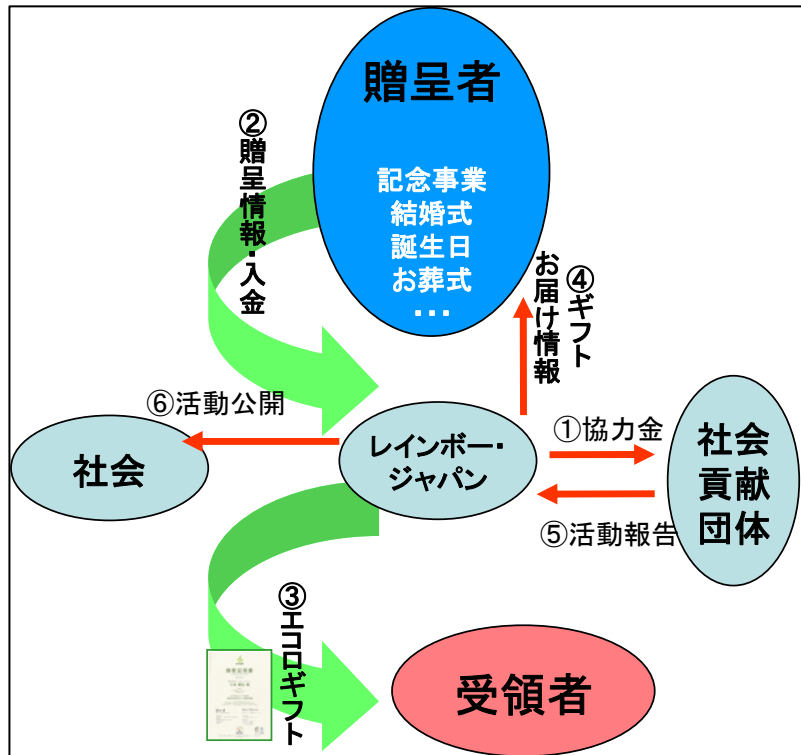 贈呈者
記念事業
結婚式
誕生日
お葬式
・・・
②贈呈情報・入金
④ギフト
お届け情報
⑥活動公開
社会
レインボー・
ジャパン
①協力金
⑤活動報告
社会
貢献
団体
③エコロギフト
受領者